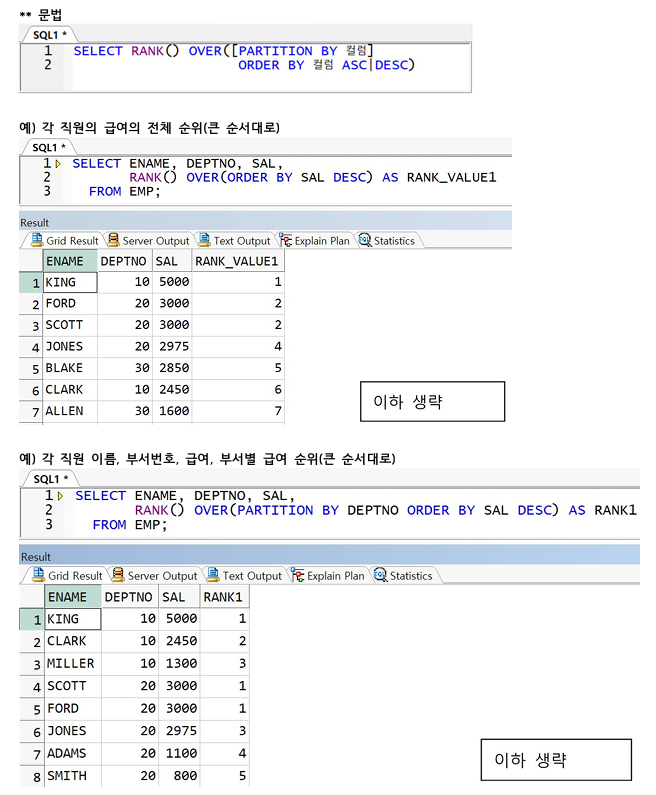 ** 문법
SQL1 *
1 SELECT RANK() OVER([PARTITION BY 컬럼]
2 ORDER BY 컬럼 ASC|DESC)
예) 각 직원의 급여의 전체 순위(큰 순서대로)
SQL1 *
1 SELECT ENAME, DEPTNO, SAL,
2 RANK() OVER(ORDER BY SAL DESC) AS RANK_VALUE1
3 FROM EMP;
Result
Grid Result Server Output Text Output Explain Plan Statistics
ENAME DEPTNO SAL RANK_VALUE1
1 KING 10 5000 1
2 FORD 20 3000 2
3 SCOTT 20 3000 2
4 JONES 20 2975 4
5 BLAKE 30 2850 5
6 CLARK 10 2450 6
7 ALLEN 30 1600 7
이하 생략
예) 각 직원 이름, 부서번호, 급여, 부서별 급여 순위(큰 순서대로)
SQL1 *
1 SELECT ENAME, DEPTNO, SAL,
2 RANK() OVER(PARTITION BY DEPTNO ORDER BY SAL DESC) AS RANK1
3 FROM EMP;
Result
Grid Result Server Output Text Output Explain Plan Statistics
ENAME DEPTNO SAL RANK1
1 KING 10 5000 1
2 CLARK 10 2450 2
3 MILLER 10 1300 3
4 SCOTT 20 3000 1
5 FORD 20 3000 1
6 JONES 20 2975 3
7 ADAMS 20 1100 4
8 SMITH 20 800 5
이하 생략